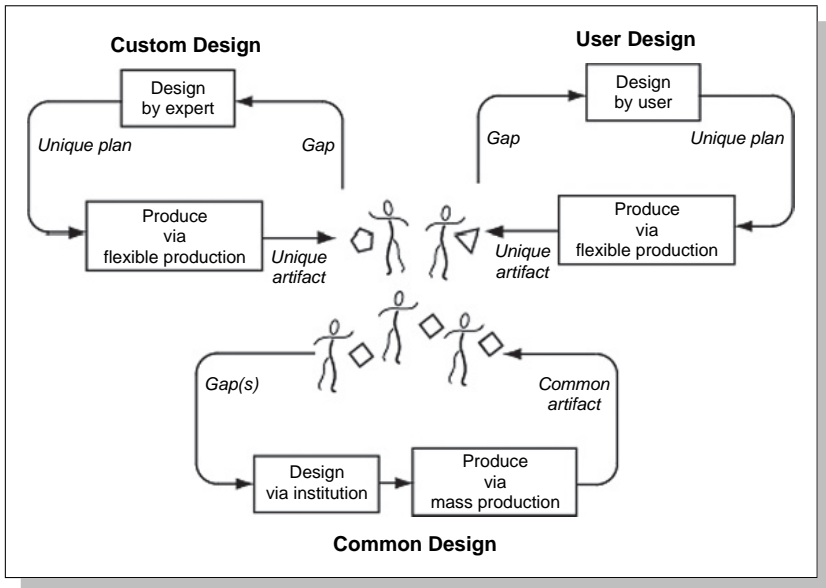 Custom Design
Design
by expert
Unique plan
Gap
Produce
via
flexible production
Unique
artifact
User Design
Design
by user
Gap
Unique plan
Produce
via
flexible production
Unique
artifact
Gap(s)
Common
artifact
Design
via institution
Produce
via
mass production
Common Design